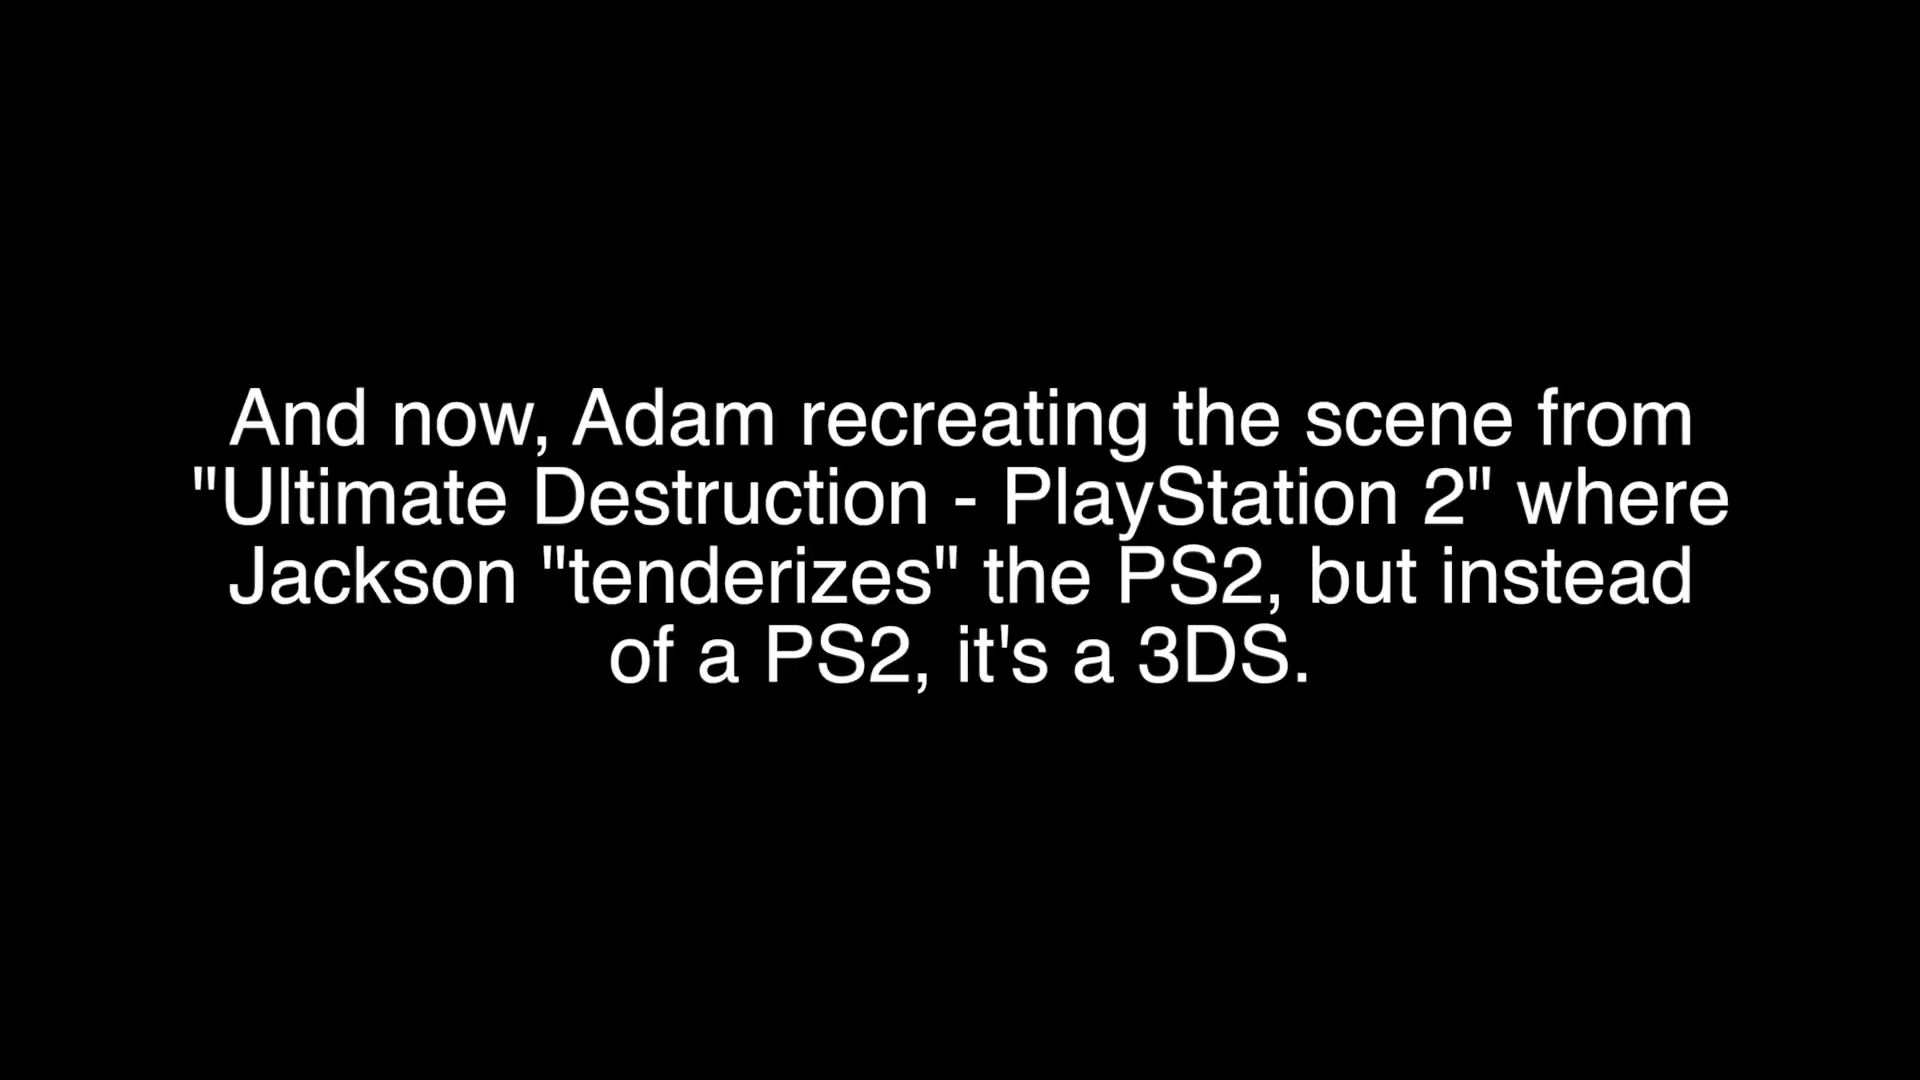 And now, Adam recreating the scene from
"Ultimate Destruction - PlayStation 2" where
Jackson "tenderizes" the PS2, but instead
of a PS2, it's a 3DS.